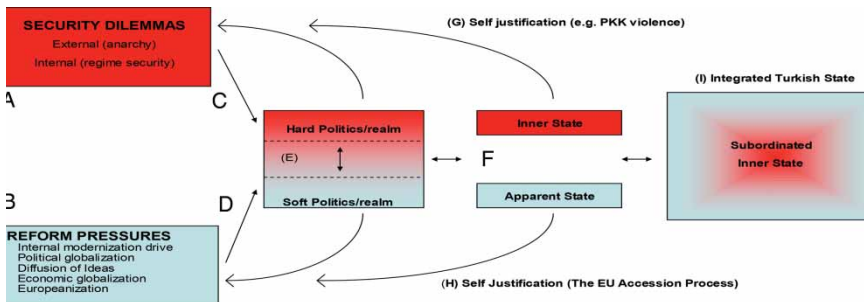 SECURITY DILEMMAS
External (anarchy)
Internal (regime security)
A
C
(G) Self justification (e.g. PKK violence)
(I) Integrated Turkish State
Hard Politics/realm
(E)
Soft Politics/realm
Inner State
F
Apparent State
Subordinated
Inner State
B
D
REFORM PRESSURES
Internal modernization drive
Political globalization
Diffusion of Ideas
Economic globalization
Europeanization
(H) Self Justification (The EU Accession Process)